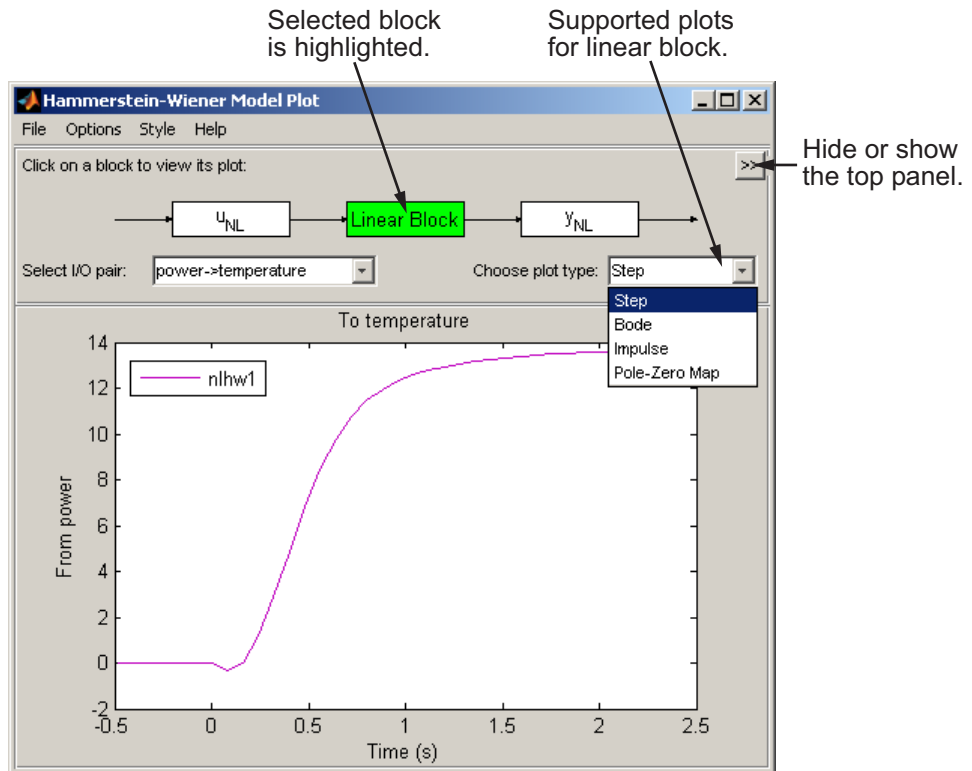 Selected block
is highlighted.
Supported plots
for linear block.
Hammerstein-Wiener Model Plot
File Options Style Help
Click on a block to view its plot:
>>
Hide or show
the top panel.
uNL
Linear Block
yNL
Select I/O pair: power->temperature
Choose plot type: Step
Step
Bode
Impulse
Pole-Zero Map
To temperature
nlhw1
From power
14
12
10
8
6
4
2
0
-2
-0.5 0 0.5 1 1.5 2 2.5
Time (s)